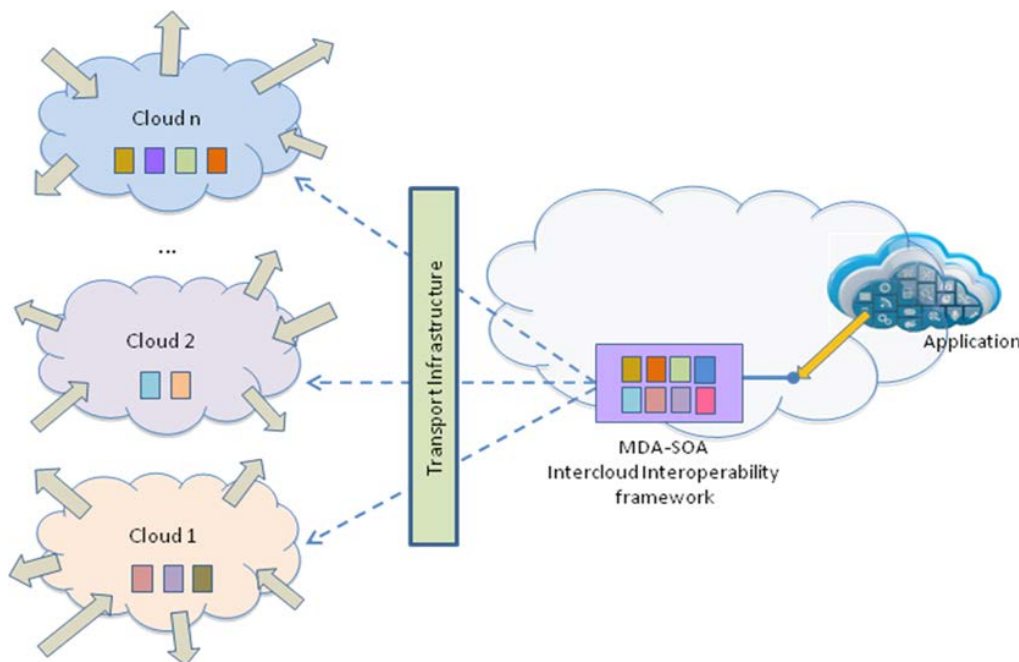 Cloud n
...
Cloud 2
Cloud 1
Transport Infrastructure
Application
MDA-SOA
Intercloud Interoperability
framework